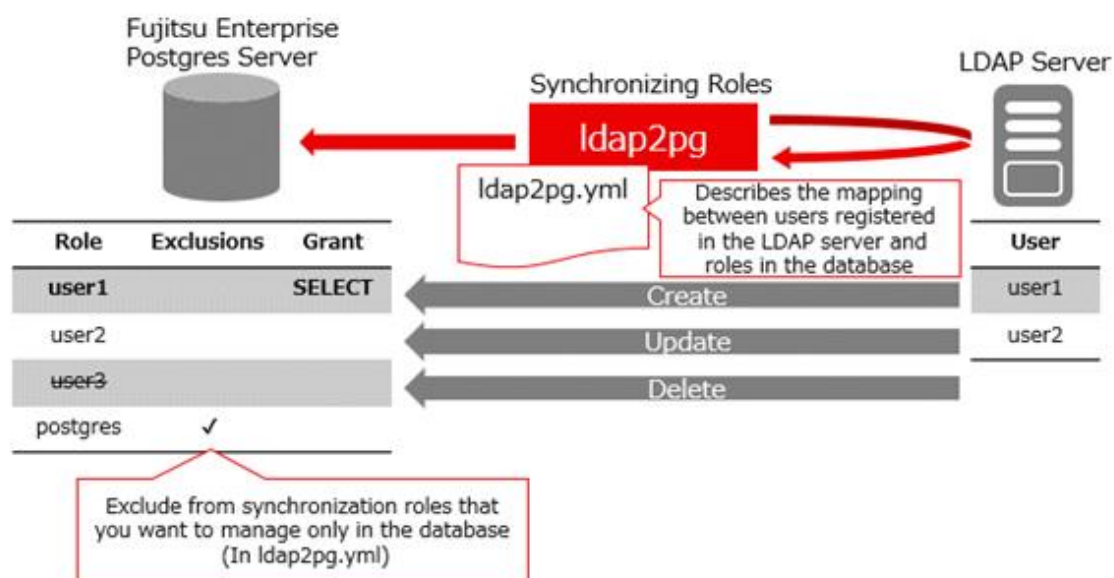 Fujitsu Enterprise
Postgres Server
Synchronizing Roles
LDAP Server
ldap2pg
ldap2pg.yml
Describes the mapping
between users registered
in the LDAP server and
roles in the database
Role Exclusions Grant
User
user1 SELECT
Create
user1
user2
Update
user2
user3
Delete
postgres ✓
Exclude from synchronization roles that
you want to manage only in the database
(In ldap2pg.yml)